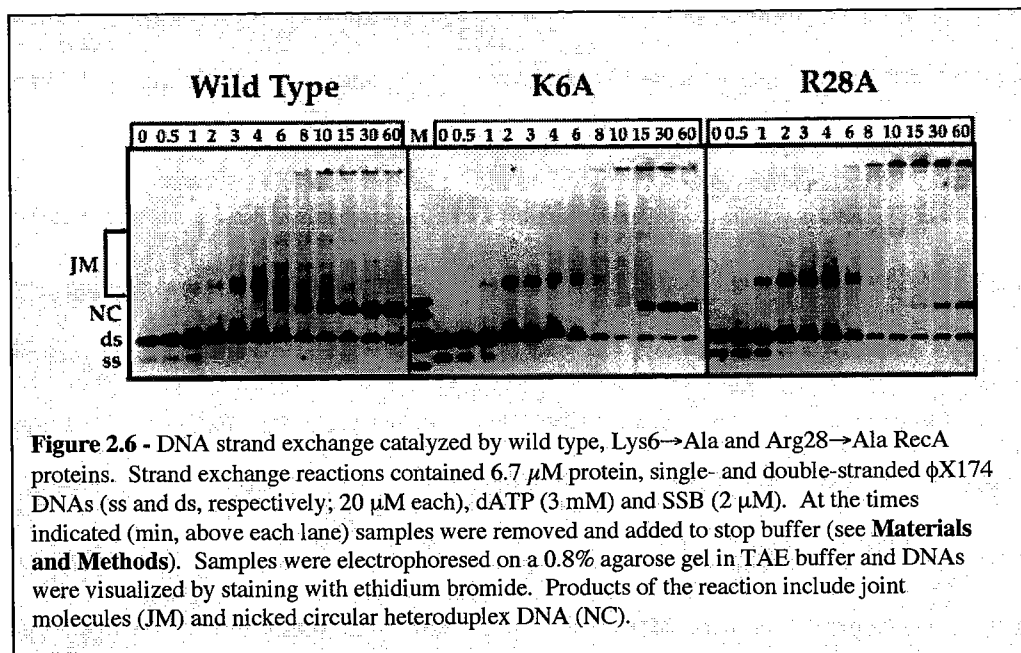 Wild Type K6A R28A
0 0.5 1 2 3 4 6 8 10 15 30 60 M 0 0.5 1 2 3 4 6 8 10 15 30 60 0 0.5 1 2 3 4 6 8 10 15 30 60
JM
NC
ds
ss
Figure 2.6 - DNA strand exchange catalyzed by wild type, Lys6→Ala and Arg28→Ala RecA
proteins. Strand exchange reactions contained 6.7 μM protein, single- and double-stranded ϕX174
DNAs (ss and ds, respectively; 20 μM each), dATP (3 mM) and SSB (2 μM). At the times
indicated (min, above each lane) samples were removed and added to stop buffer (see Materials
and Methods). Samples were electrophoresed on a 0.8% agarose gel in TAE buffer and DNAs
were visualized by staining with ethidium bromide. Products of the reaction include joint
molecules (JM) and nicked circular heteroduplex DNA (NC).